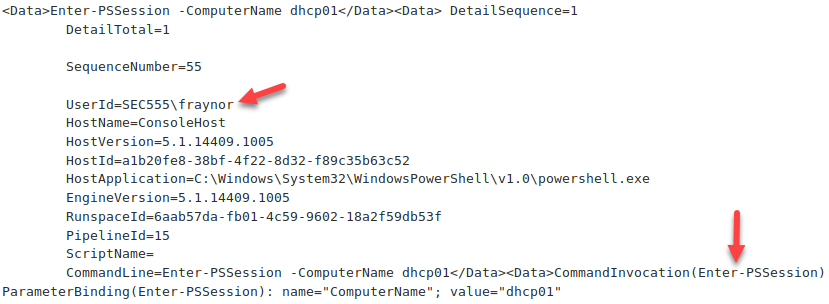 <Data>Enter-PSSession -ComputerName dhcp01</Data><Data> DetailSequence=1
DetailTotal=1
SequenceNumber=55
UserId=SEC555\fraynor
HostName=ConsoleHost
HostVersion=5.1.14409.1005
HostId=a1b20fe8-38bf-4f22-8d32-f89c35b63c52
HostApplication=C:\Windows\System32\WindowsPowerShell\v1.0\powershell.exe
EngineVersion=5.1.14409.1005
RunspaceId=6aab57da-fb01-4c59-9602-18a2f59db53f
PipelineId=15
ScriptName=
CommandLine=Enter-PSSession -ComputerName dhcp01</Data><Data>CommandInvocation(Enter-PSSession)
ParameterBinding(Enter-PSSession): name="ComputerName"; value="dhcp01"